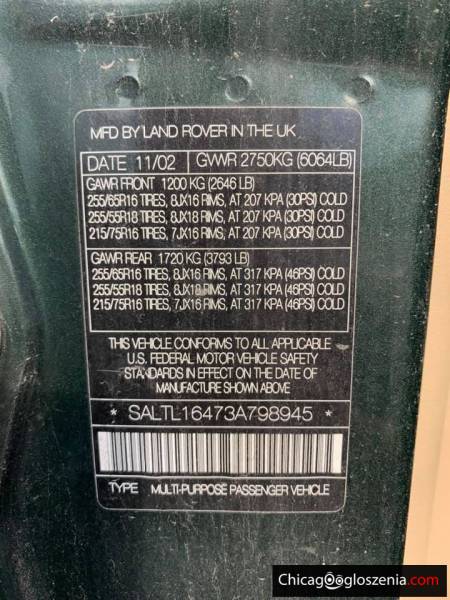 MFD BY LAND ROVER IN THE UK
DATE 11/02 GVWR 2750KG (6064LB)
GAWR FRONT 1200 KG (2646 LB)
255/65R16 TIRES, 8JX16 RIMS, AT 207 KPA (30PSI) COLD
255/55R18 TIRES, 8JX18 RIMS, AT 207 KPA (30PSI) COLD
215/75R16 TIRES, 7JX16 RIMS, AT 207 KPA (30PSI) COLD
GAWR REAR 1720 KG (3793 LB)
255/65R16 TIRES, 8JX16 RIMS, AT 317 KPA (46PSI) COLD
255/55R18 TIRES, 8JX18 RIMS, AT 317 KPA (46PSI) COLD
215/75R16 TIRES, 7JX16 RIMS, AT 317 KPA (46PSI) COLD
THIS VEHICLE CONFORMS TO ALL APPLICABLE
U.S. FEDERAL MOTOR VEHICLE SAFETY
STANDARDS IN EFFECT ON THE DATE OF
MANUFACTURE SHOWN ABOVE
* SALTL16473A798945 *
TYPE MULTI-PURPOSE PASSENGER VEHICLE
Chicagoogloszenia.com